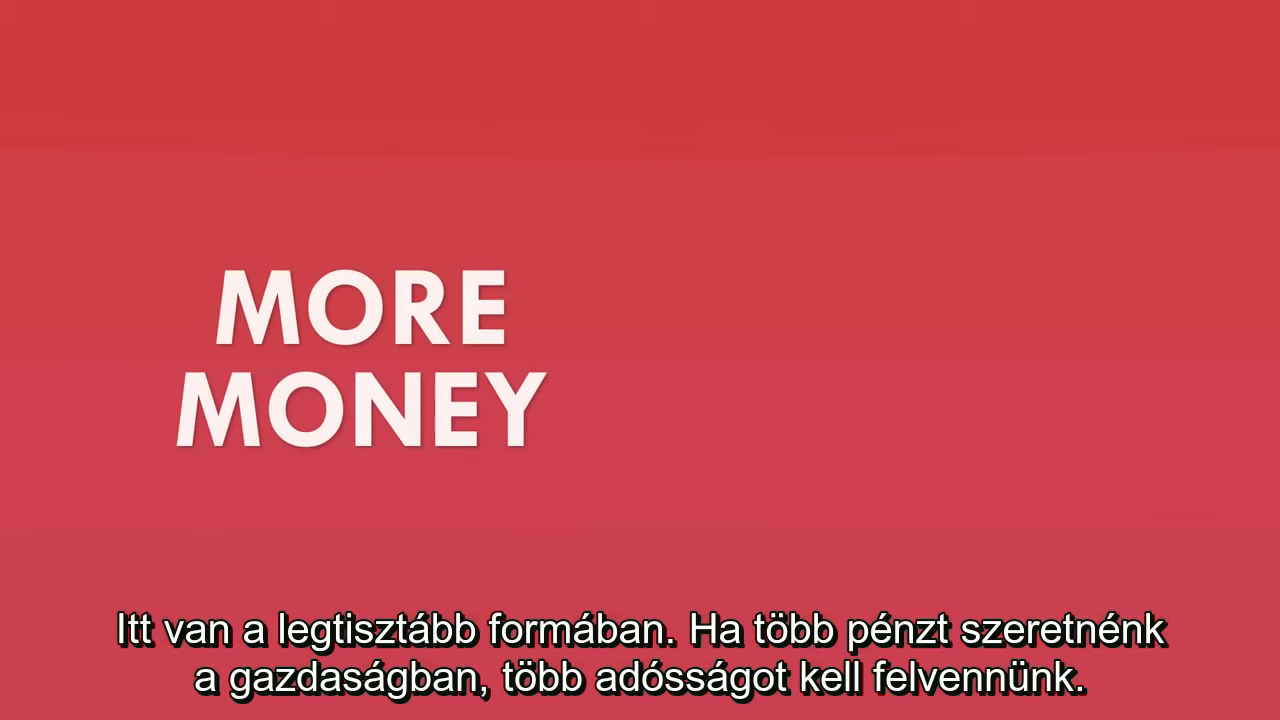 MORE
MONEY
Itt van a legtisztább formában. Ha több pénzt szeretnénk
a gazdaságban, több adósságot kell felvennünk.